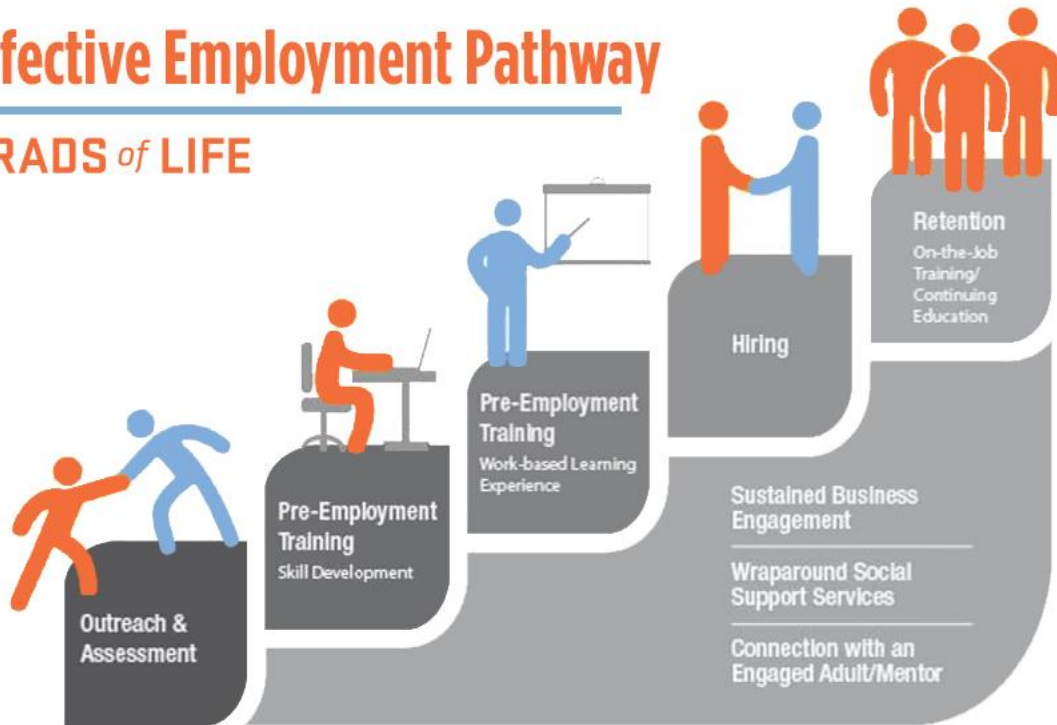 fective Employment Pathway
RADS of LIFE
Outreach &
Assessment
Pre-Employment
Training
Skill Development
Pre-Employment
Training
Work-based Learning
Experience
Hiring
Retention
On-the-Job
Training/
Continuing
Education
Sustained Business
Engagement
Wraparound Social
Support Services
Connection with an
Engaged Adult/Mentor